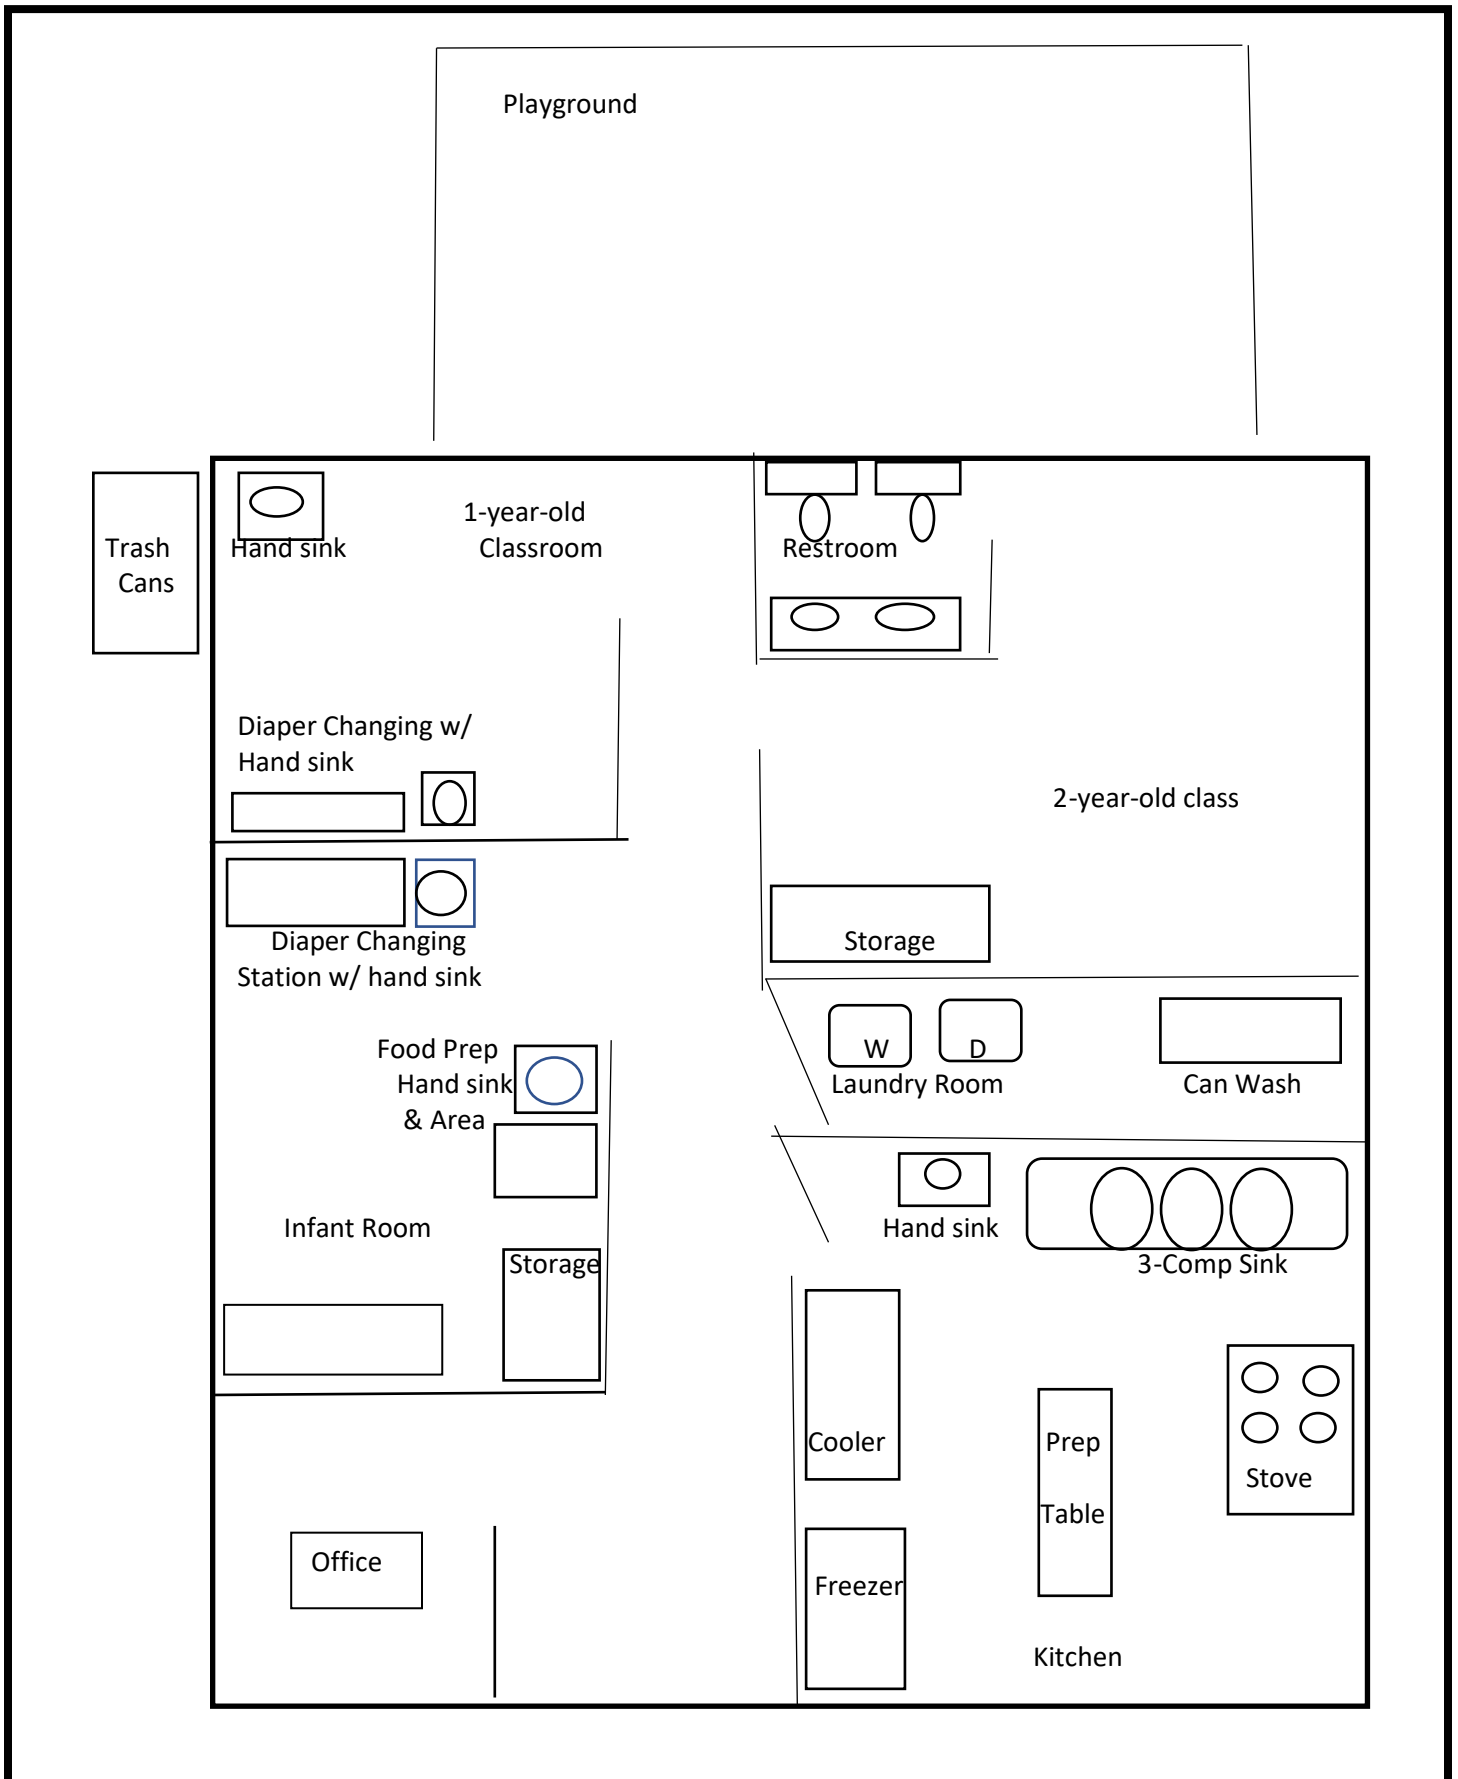 Playground
1-year-old
Classroom
Trash
Cans
Hand sink
Restroom
Diaper Changing w/
Hand sink
2-year-old class
Diaper Changing
Station w/ hand sink
Storage
Food Prep
Hand sink
& Area
W
D
Laundry Room
Can Wash
Infant Room
Hand sink
3-Comp Sink
Storage
Cooler
Prep
Table
Stove
Office
Freezer
Kitchen